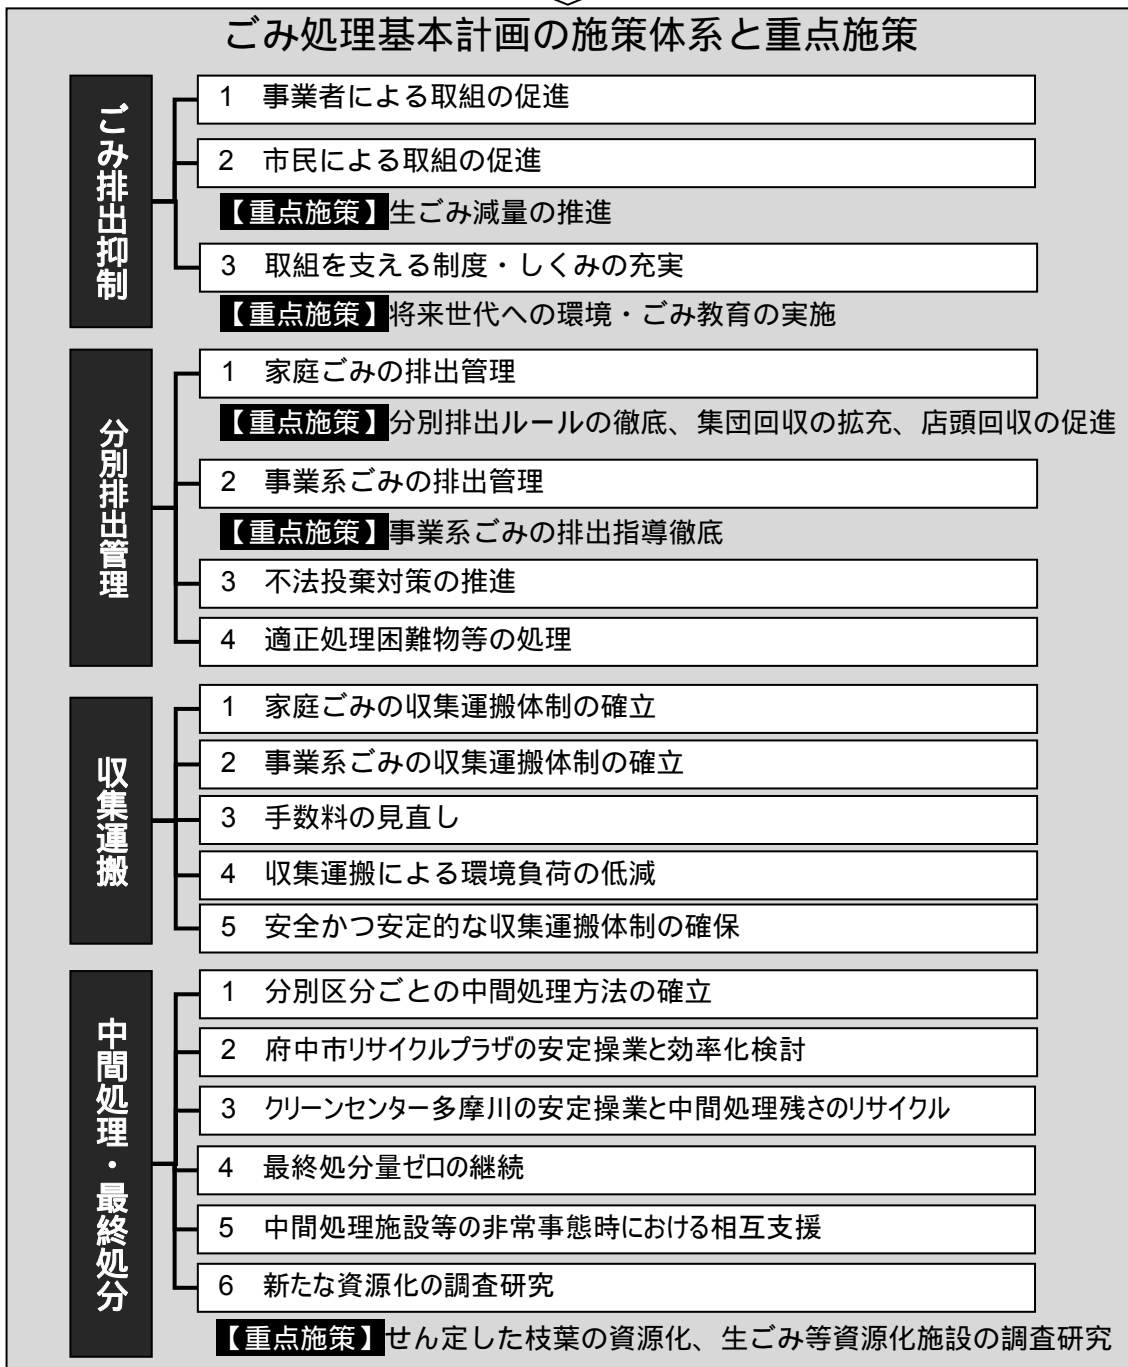 ごみ処理基本計画の施策体系と重点施策
ごみ排出抑制
1 事業者による取組の促進
2 市民による取組の促進
【重点施策】生ごみ減量の推進
3 取組を支える制度・しくみの充実
【重点施策】将来世代への環境・ごみ教育の実施
分別排出管理
1 家庭ごみの排出管理
【重点施策】分別排出ルールの徹底、集団回収の拡充、店頭回収の促進
2 事業系ごみの排出管理
【重点施策】事業系ごみの排出指導徹底
3 不法投棄対策の推進
4 適正処理困難物等の処理
収集運搬
1 家庭ごみの収集運搬体制の確立
2 事業系ごみの収集運搬体制の確立
3 手数料の見直し
4 収集運搬による環境負荷の低減
5 安全かつ安定的な収集運搬体制の確保
中間処理・最終処分
1 分別区分ごとの中間処理方法の確立
2 府中市リサイクルプラザの安定操業と効率化検討
3 クリーンセンター多摩川の安定操業と中間処理残さのリサイクル
4 最終処分量ゼロの継続
5 中間処理施設等の非常事態時における相互支援
6 新たな資源化の調査研究
【重点施策】せん定した枝葉の資源化、生ごみ等資源化施設の調査研究